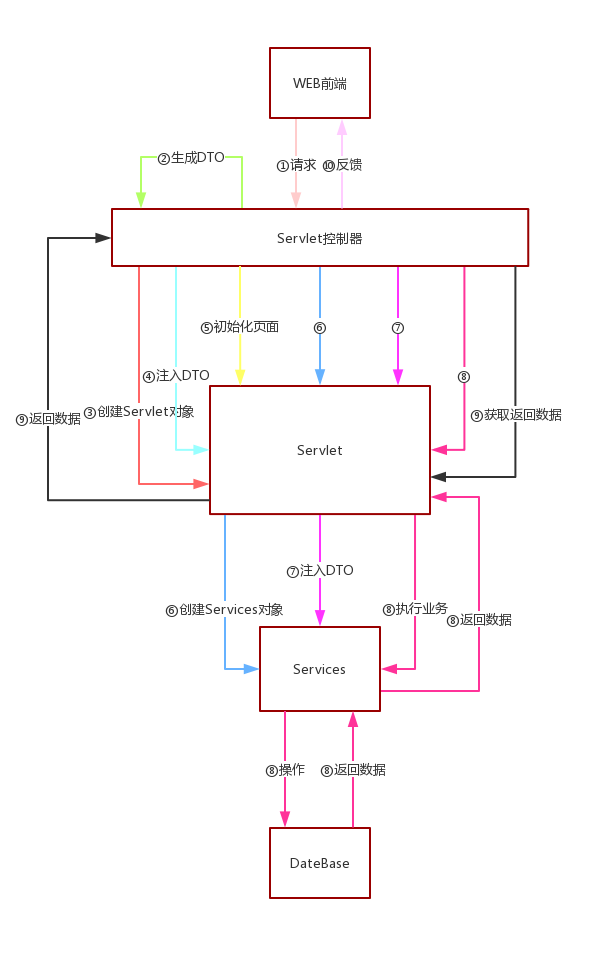 WEB前端
②生成DTO
①请求
⑩反馈
Servlet控制器
⑤初始化页面
⑥
⑦
④注入DTO
⑧
③创建Servlet对象
⑨返回数据
⑨获取返回数据
Servlet
⑦注入DTO
⑥创建Services对象
⑧执行业务
⑧返回数据
Services
⑧操作
⑧返回数据
DateBase